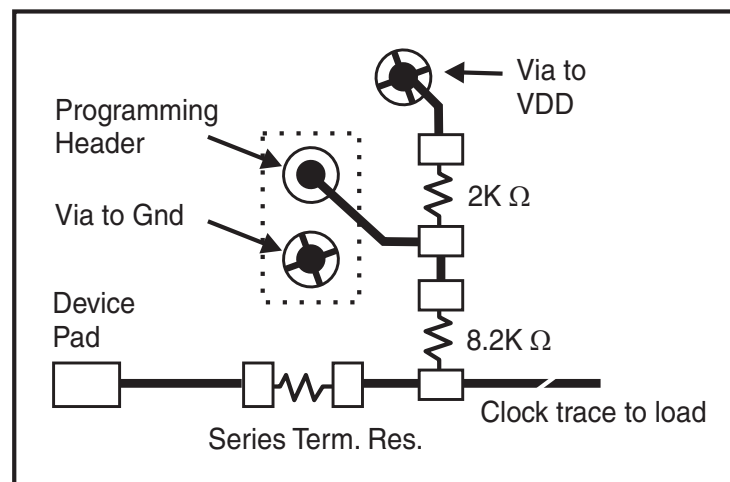 Via to
VDD
Programming
Header
2K Ω
Via to Gnd
Device
Pad
8.2K Ω
Clock trace to load
Series Term. Res.